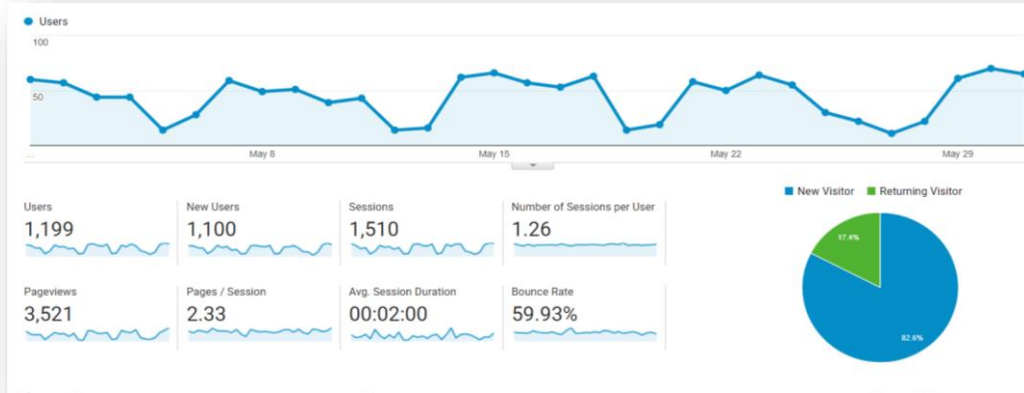 Users
100
50
...
May 8
May 15
May 22
May 29
New Visitor
Returning Visitor
Users
New Users
Sessions
Number of Sessions per User
1,199
1,100
1,510
1.26
17.4%
82.6%
Pageviews
Pages / Session
Avg. Session Duration
Bounce Rate
3,521
2.33
00:02:00
59.93%